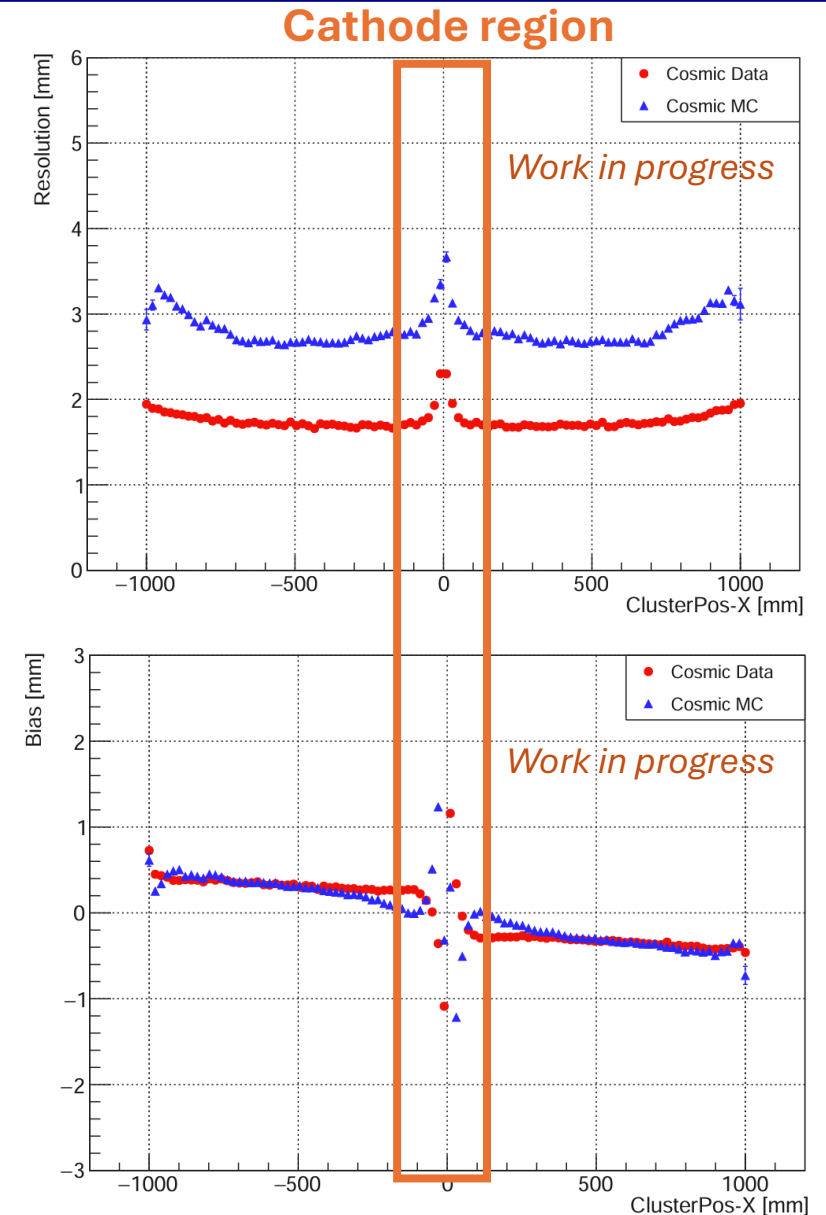 Cathode region
Resolution [mm]
6
5
4
3
2
1
0
Cosmic Data
Cosmic MC
Work in progress
−1000
−500
0
500
1000
ClusterPos-X [mm]
Bias [mm]
3
2
1
0
−1
−2
−3
Cosmic Data
Cosmic MC
Work in progress
−1000
−500
0
500
1000
ClusterPos-X [mm]